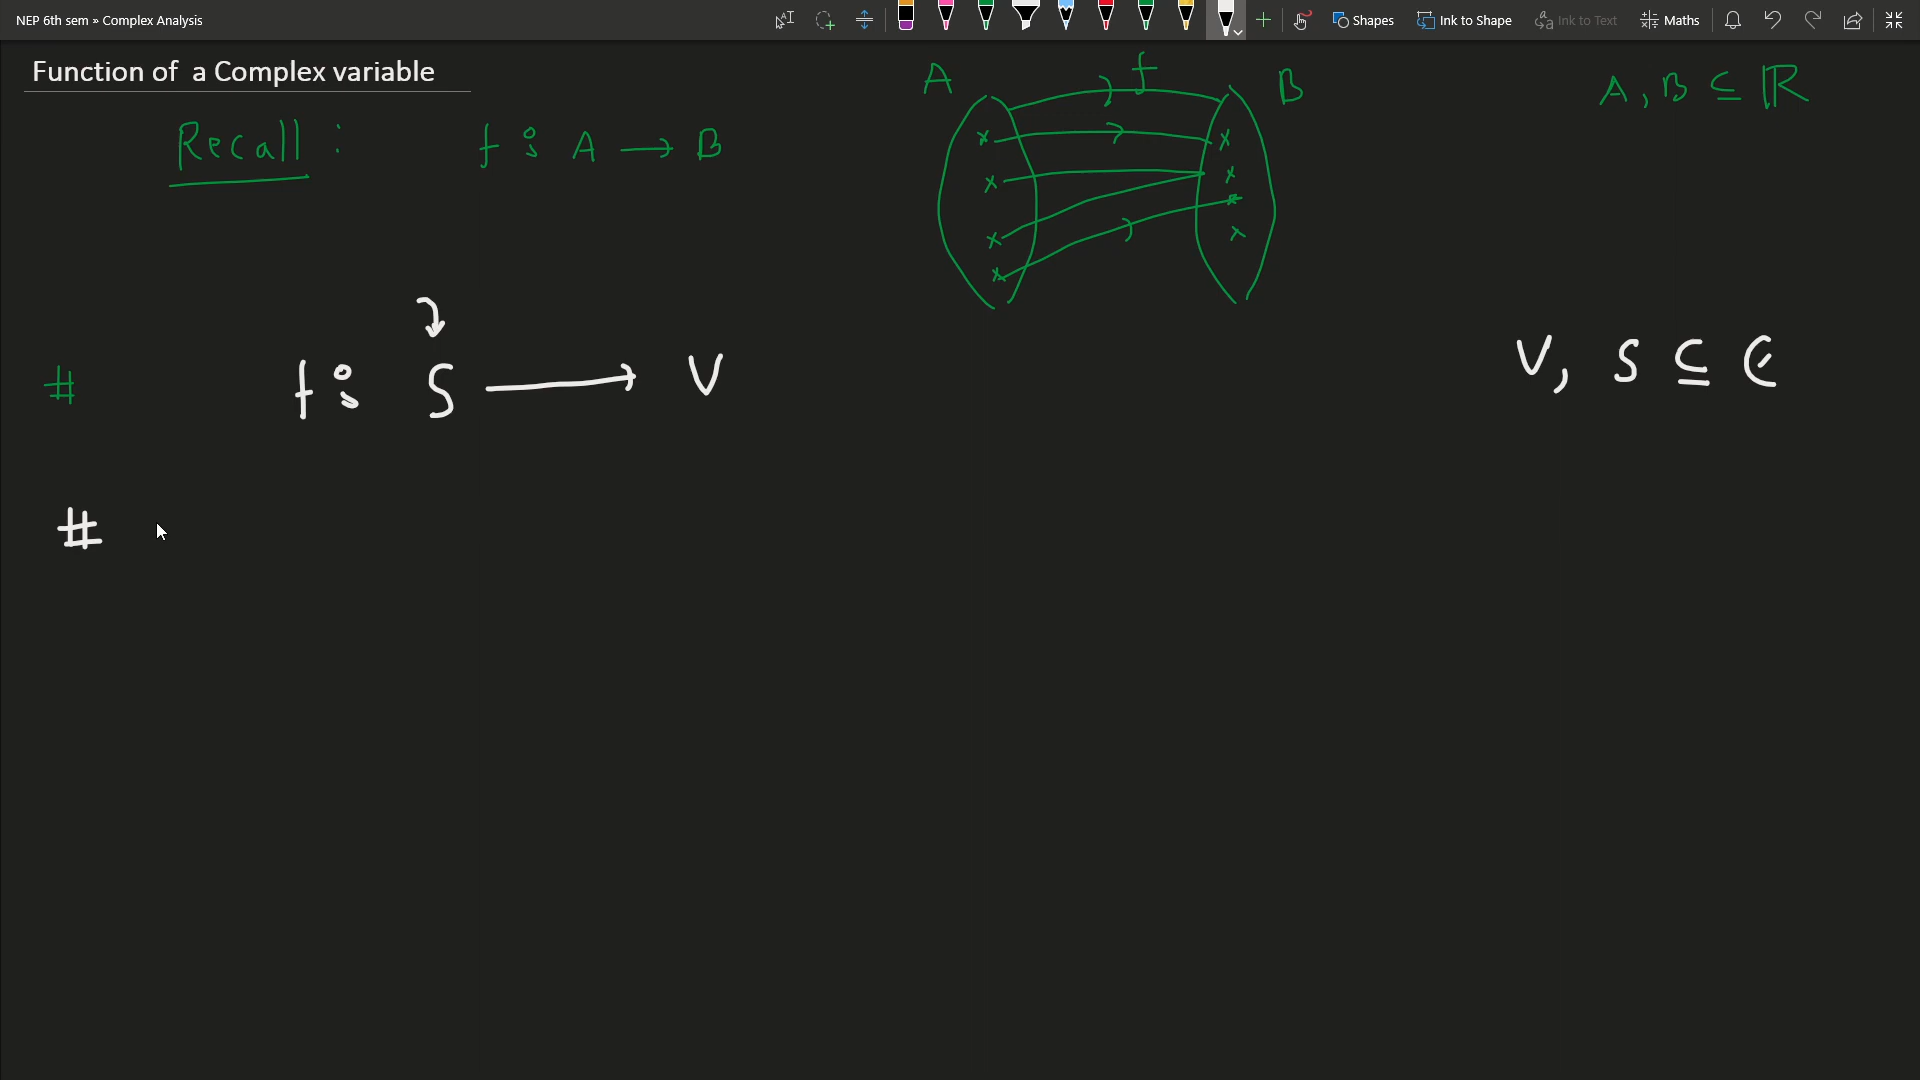 NEP 6th sem » Complex Analysis
Shapes Ink to Shape Ink to Text Maths
Function of a Complex variable
A f B A, B ⊆ ℝ
Recall : f : A → B
# f : S → V V, S ⊆ ℂ
#